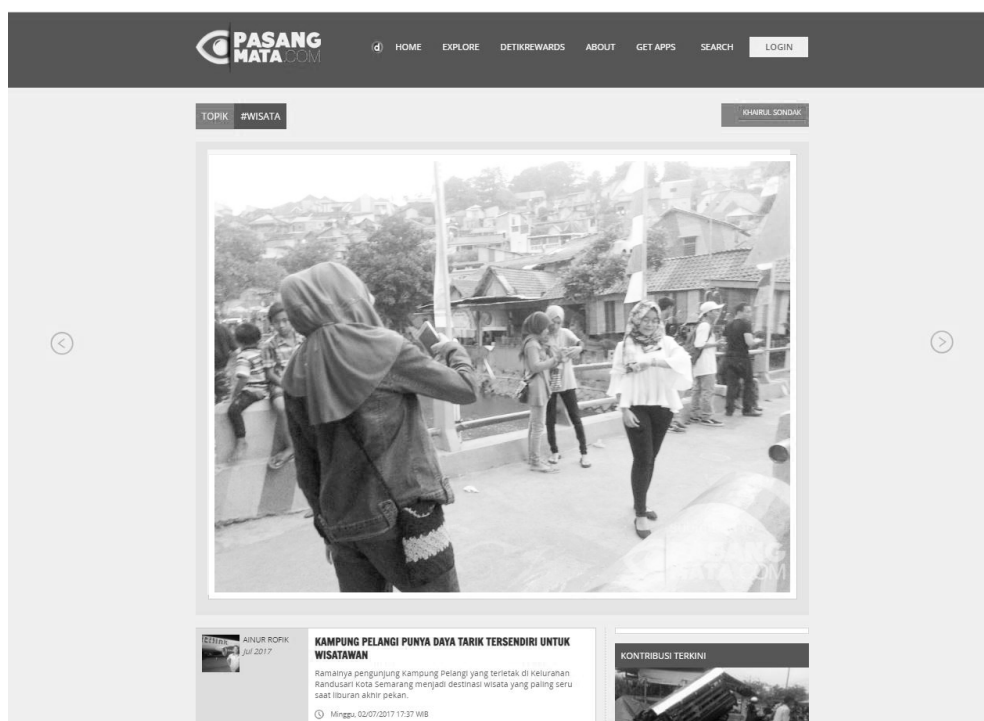 PASANG
MATA.COM
d HOME EXPLORE DETIKREWARDS ABOUT GET APPS SEARCH LOGIN
TOPIK #WISATA
KHAIRUL SONDAK
PASANG
MATA.COM
AINUR ROFIK
Jul 2017
KAMPUNG PELANGI PUNYA DAYA TARIK TERSENDIRI UNTUK
WISATAWAN
Ramainya pengunjung Kampung Pelangi yang terletak di Keluranan
Randusari Kota Semarang menjadi destinasi wisata yang paling seru
saat liburan akhir pekan.
Minggu, 02/07/2017 17:37 WIB
KONTRIBUSI TERKINI